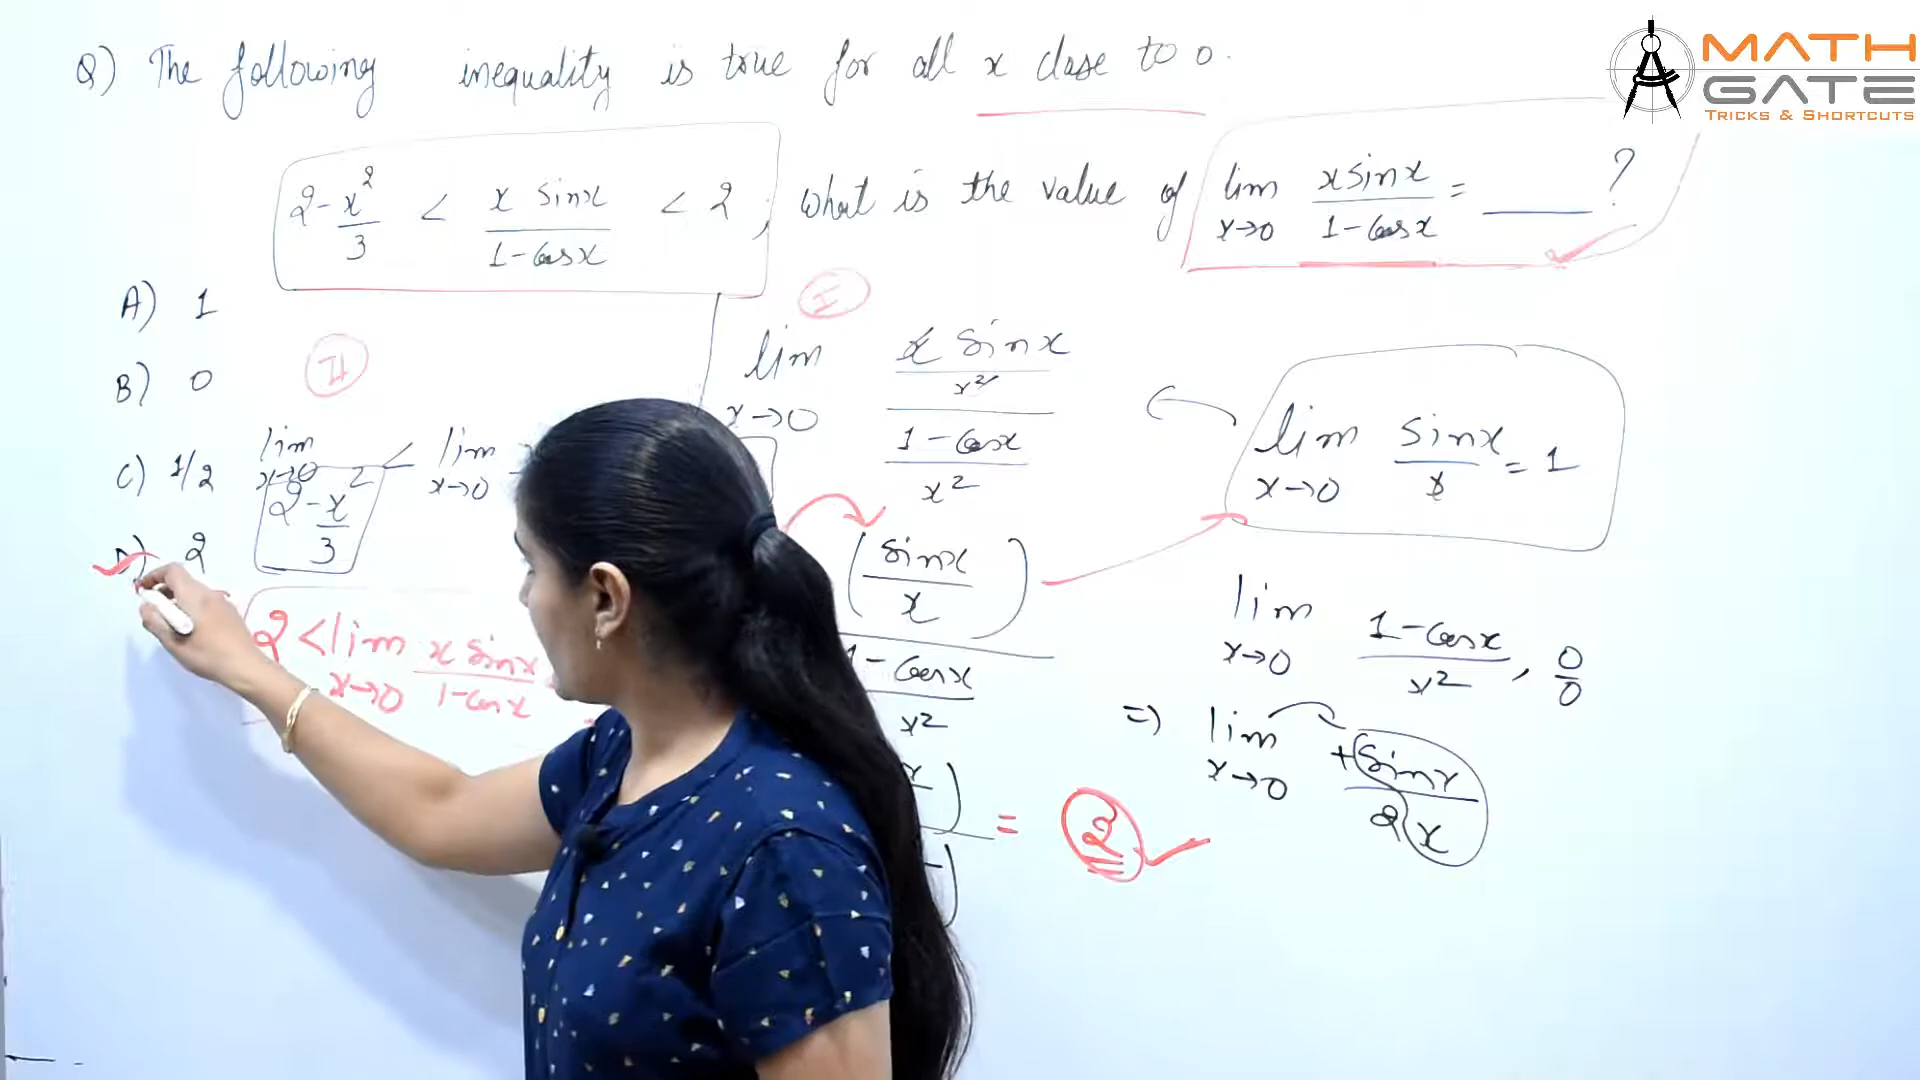 Q) The following inequality is true for all x close to 0.
2 - x²/3 < x sinx / 1-Cosx < 2, what is the value of lim x→0 xsinx / 1-Cosx = ____ ?
A) 1
B) 0
C) 1/2
D) 2
II
lim x→0 2 - x²/3 < lim x→0
2 < lim x→0 x sinx / 1-Cosx
I
lim x→0 x sinx / x²
1-Cosx / x²
(sinx / x)
1-Cosx / x²
= 2
lim x→0 sinx / x = 1
lim x→0 1-Cosx / x² , 0/0
=> lim x→0 +sinx / 2x
MATH
GATE
TRICKS & SHORTCUTS